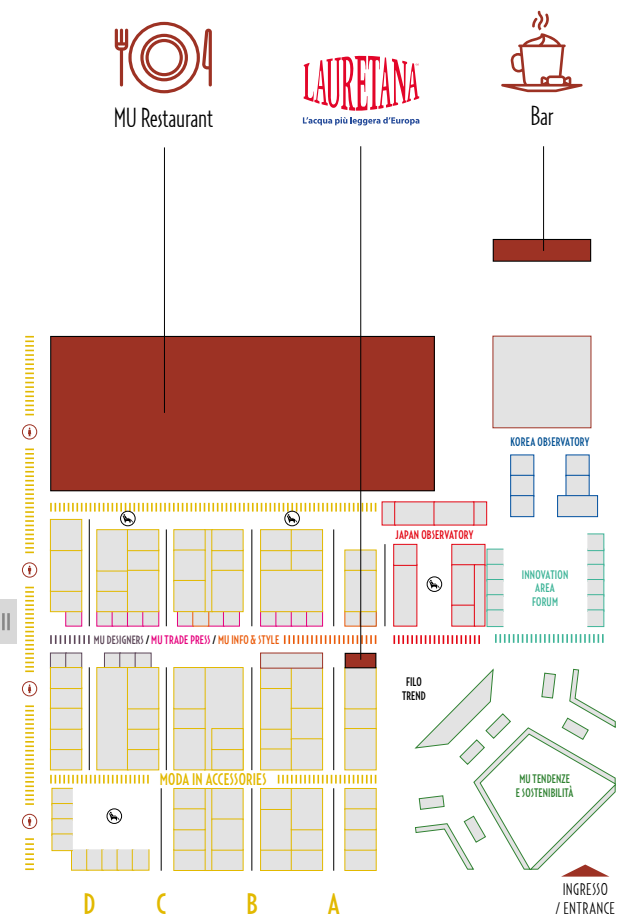 MU Restaurant
LAURETANA
L'acqua più leggera d'Europa
Bar
KOREA OBSERVATORY
JAPAN OBSERVATORY
INNOVATION
AREA
FORUM
II
MU DESIGNERS / MU TRADE PRESS / MU INFO & STYLE
FILO
TREND
MODA IN ACCESSORIES
MU TENDENZE
E SOSTENIBILITÀ
D C B A
INGRESSO
/ ENTRANCE